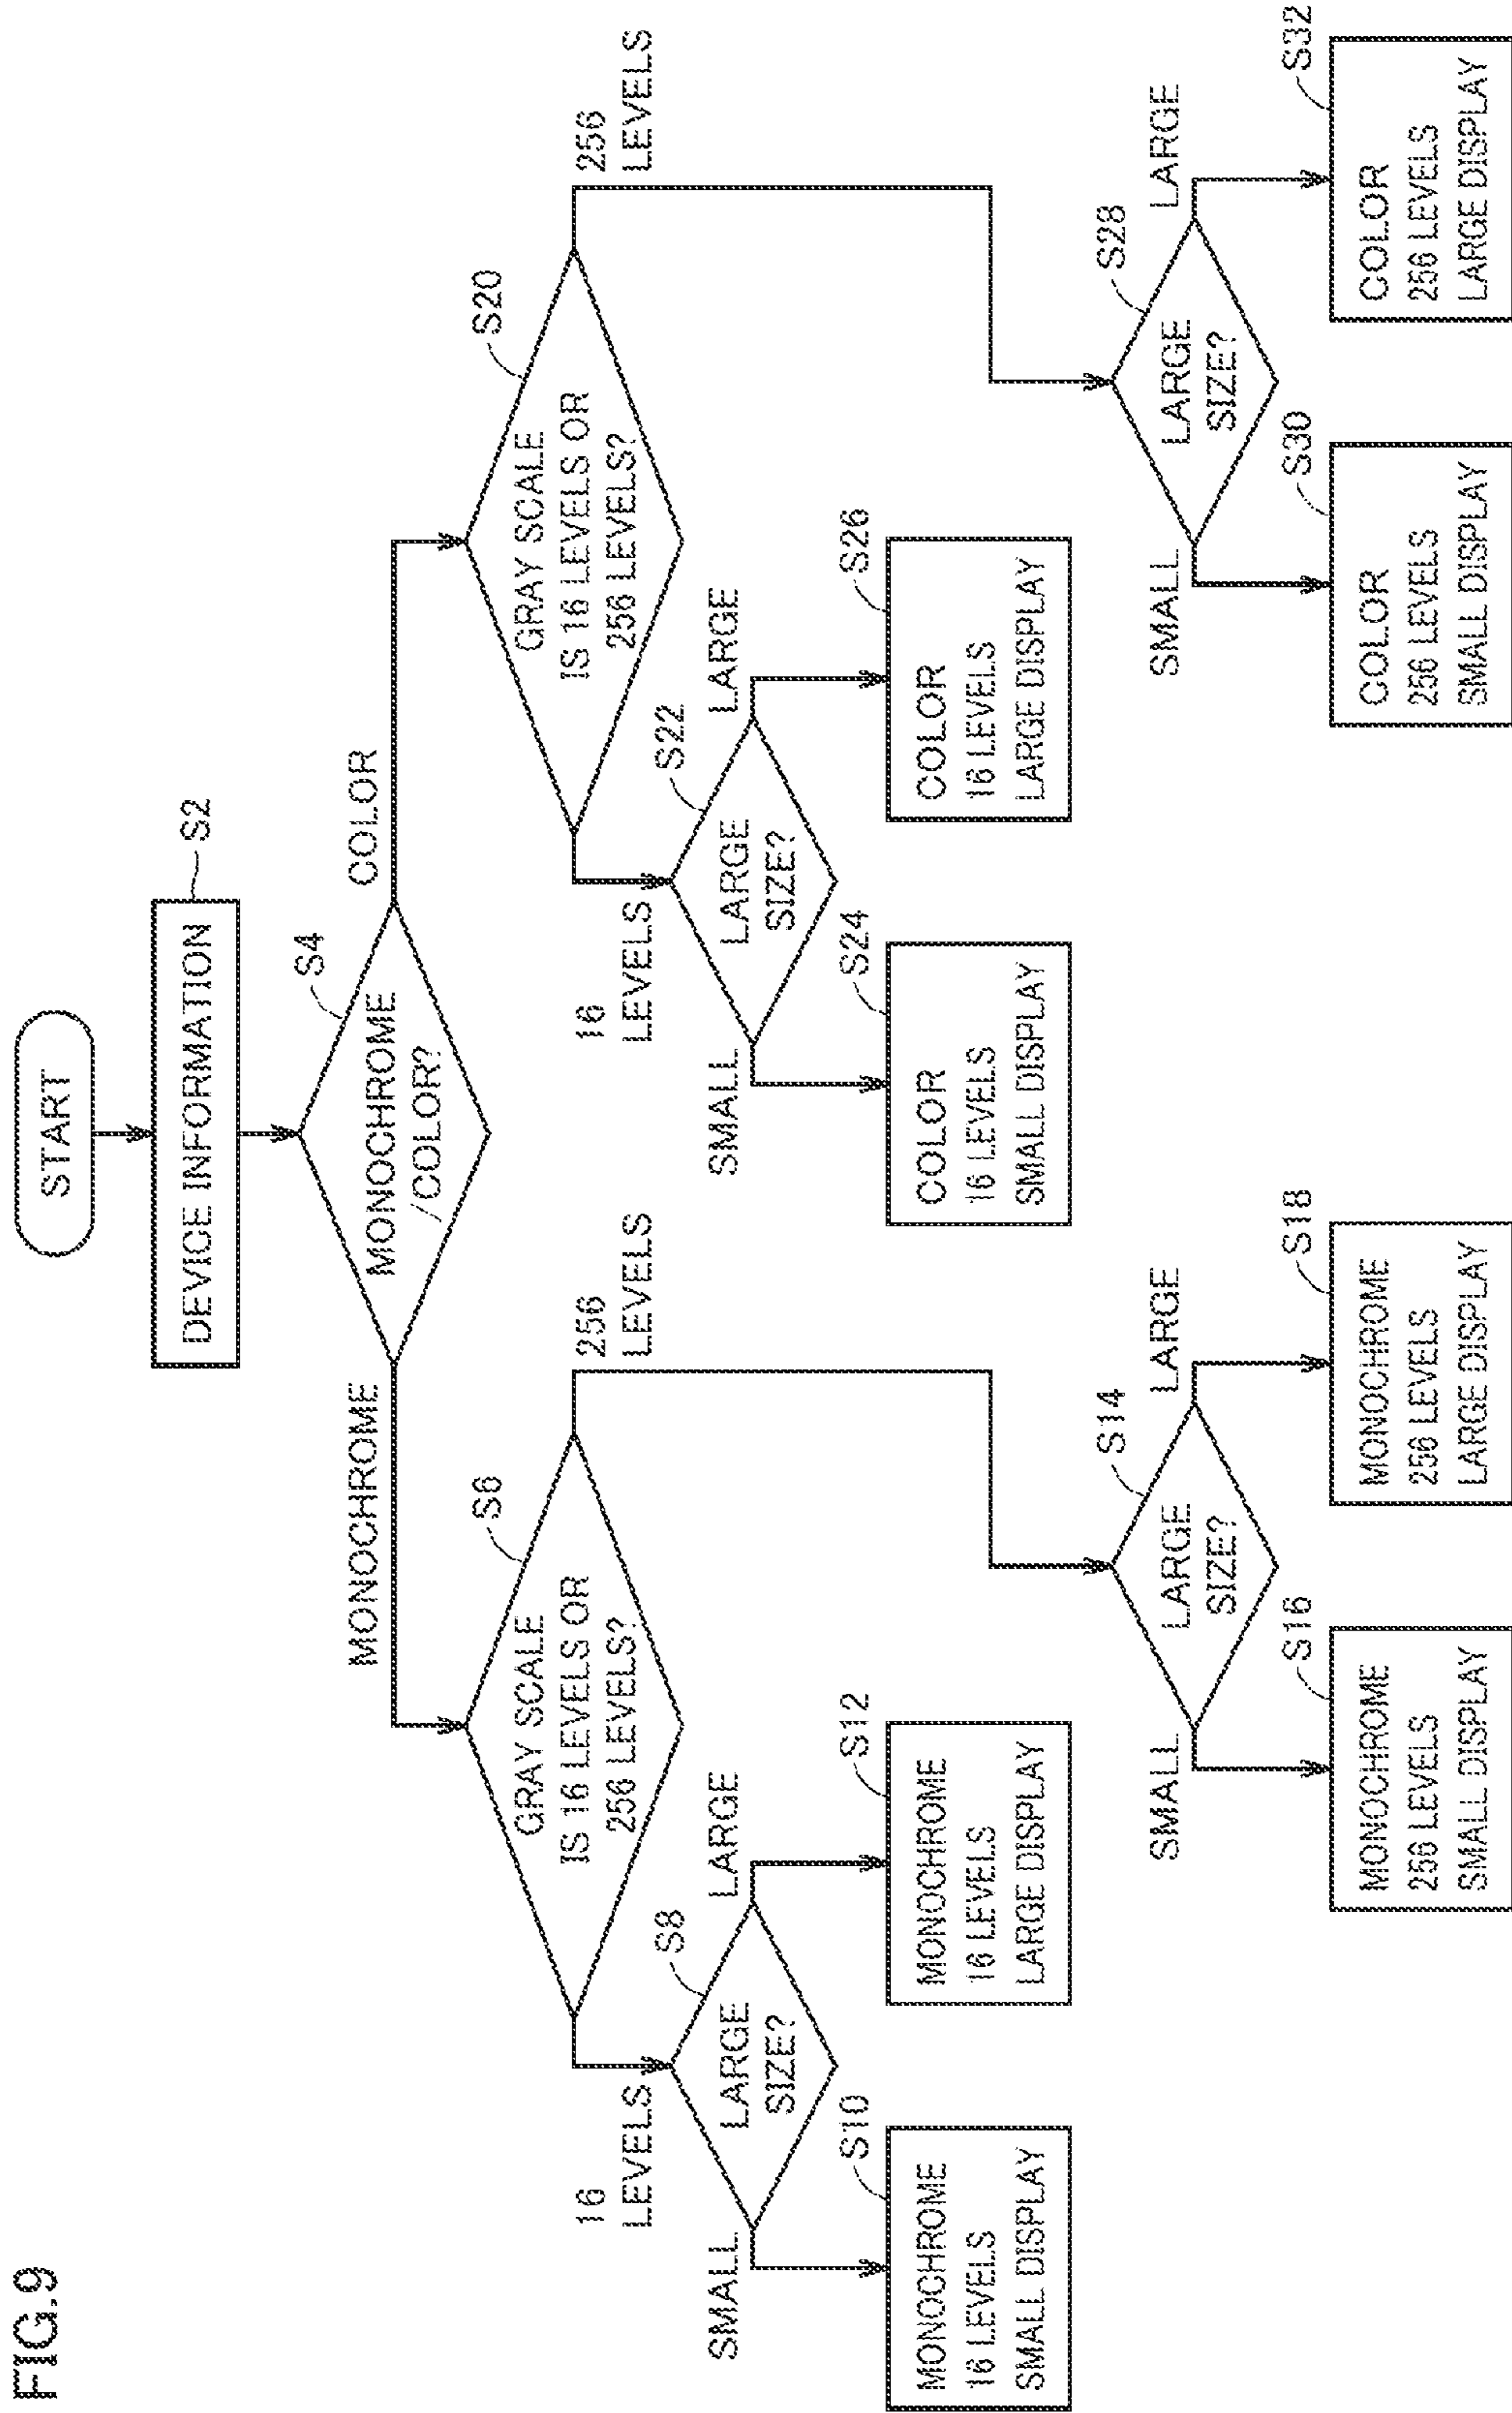 FIG.9
START
DEVICE INFORMATION
S2
MONOCHROME
/COLOR?
S4
MONOCHROME
COLOR
GRAY SCALE
IS 16 LEVELS OR
256 LEVELS?
S6
16
LEVELS
256
LEVELS
LARGE
SIZE?
S8
SMALL
LARGE
MONOCHROME
16 LEVELS
SMALL DISPLAY
S10
MONOCHROME
16 LEVELS
LARGE DISPLAY
S12
LARGE
SIZE?
S14
SMALL
LARGE
MONOCHROME
256 LEVELS
SMALL DISPLAY
S16
MONOCHROME
256 LEVELS
LARGE DISPLAY
S18
GRAY SCALE
IS 16 LEVELS OR
256 LEVELS?
S20
16
LEVELS
256
LEVELS
LARGE
SIZE?
S22
SMALL
LARGE
COLOR
16 LEVELS
SMALL DISPLAY
S24
COLOR
16 LEVELS
LARGE DISPLAY
S26
LARGE
SIZE?
S28
SMALL
LARGE
COLOR
256 LEVELS
SMALL DISPLAY
S30
COLOR
256 LEVELS
LARGE DISPLAY
S32